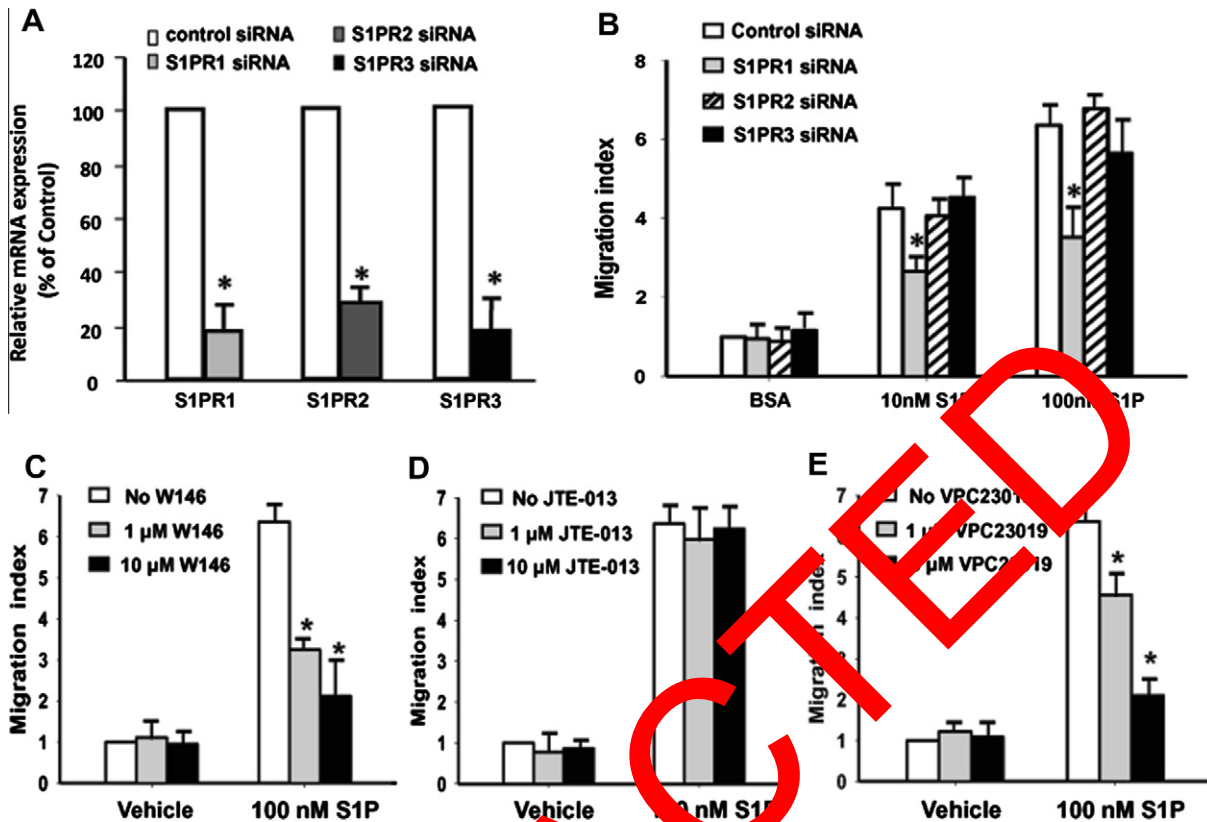 A
control siRNA
S1PR2 siRNA
S1PR1 siRNA
S1PR3 siRNA
Relative mRNA expression
(% of Control)
120
100
80
60
40
20
0
*
*
*
S1PR1
S1PR2
S1PR3
B
Control siRNA
S1PR1 siRNA
S1PR2 siRNA
S1PR3 siRNA
Migration index
8
6
4
2
0
*
*
BSA
10nM
100nM S1P
C
No W146
1 µM W146
10 µM W146
Migration index
7
6
5
4
3
2
1
0
*
*
Vehicle
100 nM S1P
D
No JTE-013
1 µM JTE-013
10 µM JTE-013
Migration index
7
6
5
4
3
2
1
0
Vehicle
nM S1P
E
No
1 µM VPC23019
µM
Migration index
7
6
5
4
3
2
1
0
*
*
Vehicle
100 nM S1P
CTED